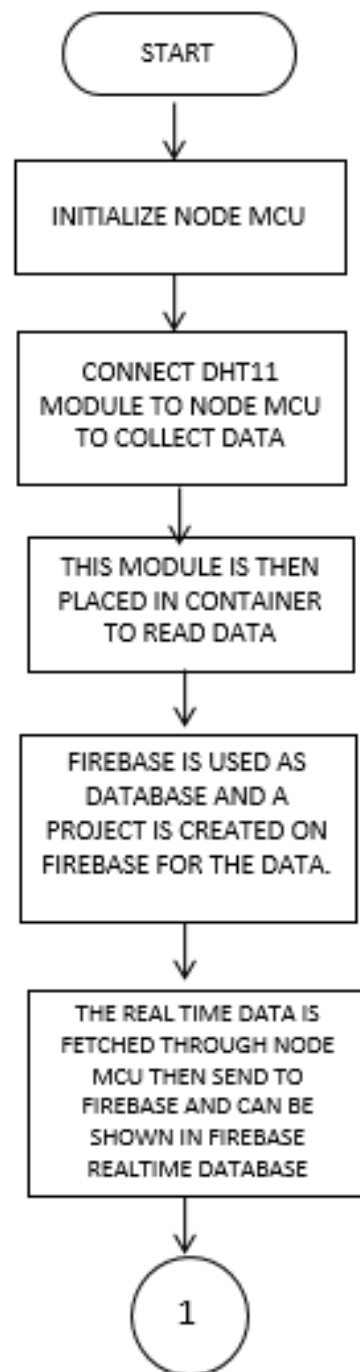 START
INITIALIZE NODE MCU
CONNECT DHT11
MODULE TO NODE MCU
TO COLLECT DATA
THIS MODULE IS THEN
PLACED IN CONTAINER
TO READ DATA
FIREBASE IS USED AS
DATABASE AND A
PROJECT IS CREATED ON
FIREBASE FOR THE DATA.
THE REAL TIME DATA IS
FETCHED THROUGH NODE
MCU THEN SEND TO
FIREBASE AND CAN BE
SHOWN IN FIREBASE
REALTIME DATABASE
1